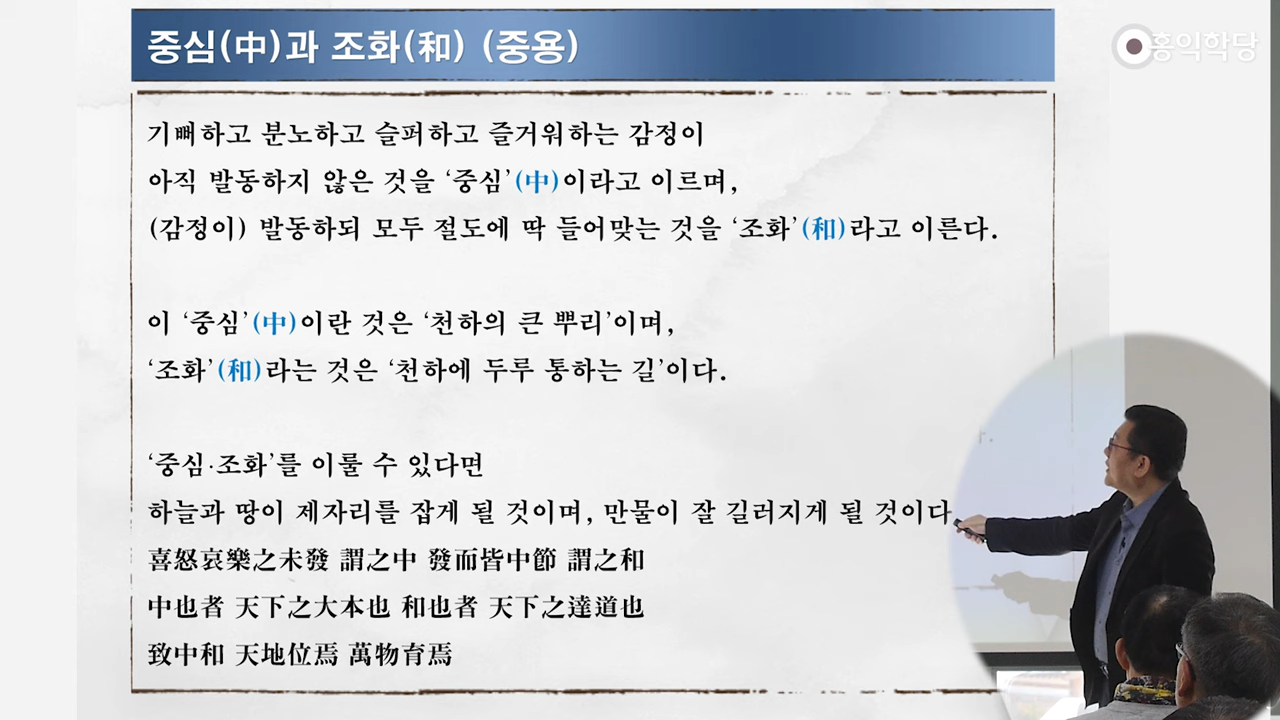 중심(中)과 조화(和) (중용)
홍익학당
기뻐하고 분노하고 슬퍼하고 즐거워하는 감정이
아직 발동하지 않은 것을 ‘중심’(中)이라고 이르며,
(감정이) 발동하되 모두 절도에 딱 들어맞는 것을 ‘조화’(和)라고 이른다.
이 ‘중심’(中)이란 것은 ‘천하의 큰 뿌리’이며,
‘조화’(和)라는 것은 ‘천하에 두루 통하는 길’이다.
‘중심·조화’를 이룰 수 있다면
하늘과 땅이 제자리를 잡게 될 것이며, 만물이 잘 길러지게 될 것이다
喜怒哀樂之未發 謂之中 發而皆中節 謂之和
中也者 天下之大本也 和也者 天下之達道也
致中和 天地位焉 萬物育焉